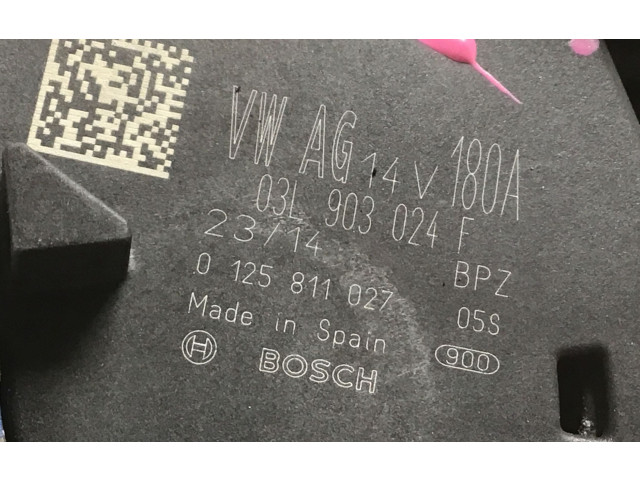 VW AG 14V 180A
03L 903 024 F
23/14
BPZ
0 125 811 027
05S
Made in Spain
900
H BOSCH